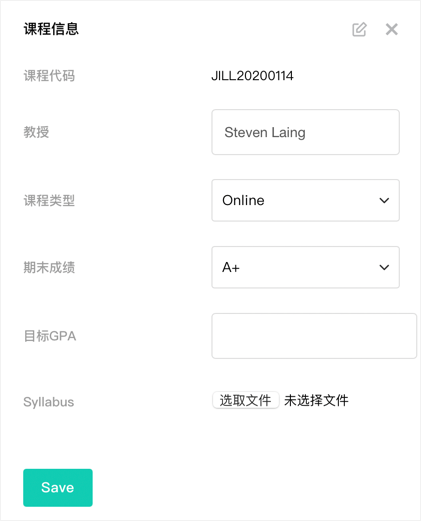 课程信息
课程代码 JILL20200114
教授 Steven Laing
课程类型 Online
期末成绩 A+
目标GPA
Syllabus 选取文件 未选择文件
Save